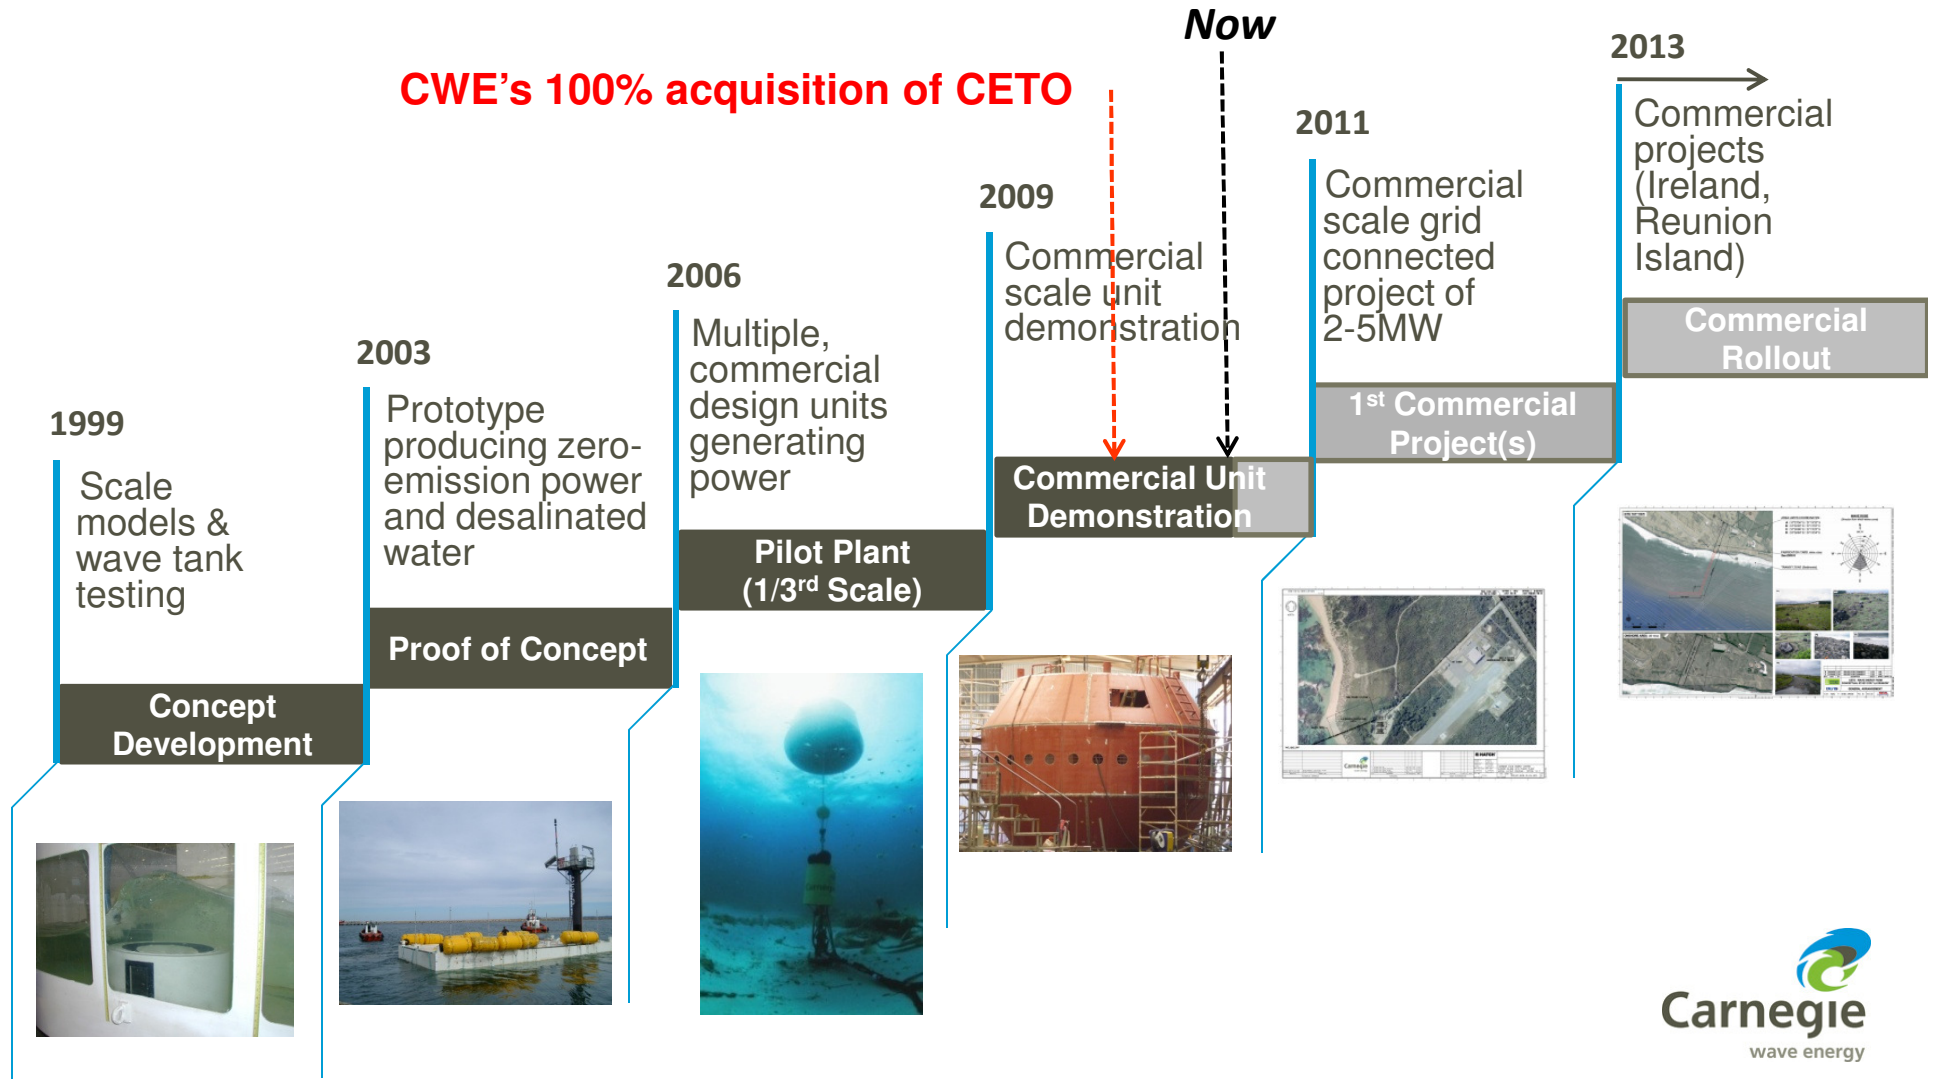 Now
CWE's 100% acquisition of CETO
1999
Scale
models &
wave tank
testing
Concept
Development
2003
Prototype
producing zero-
emission power
and desalinated
water
Proof of Concept
2006
Multiple,
commercial
design units
generating
power
Pilot Plant
(1/3rd Scale)
2009
Commercial
scale unit
demonstration
Commercial Unit
Demonstration
2011
Commercial
scale grid
connected
project of
2-5MW
1st Commercial
Project(s)
2013
Commercial
projects
(Ireland,
Reunion
Island)
Commercial
Rollout
Carnegie
Carnegie
wave energy